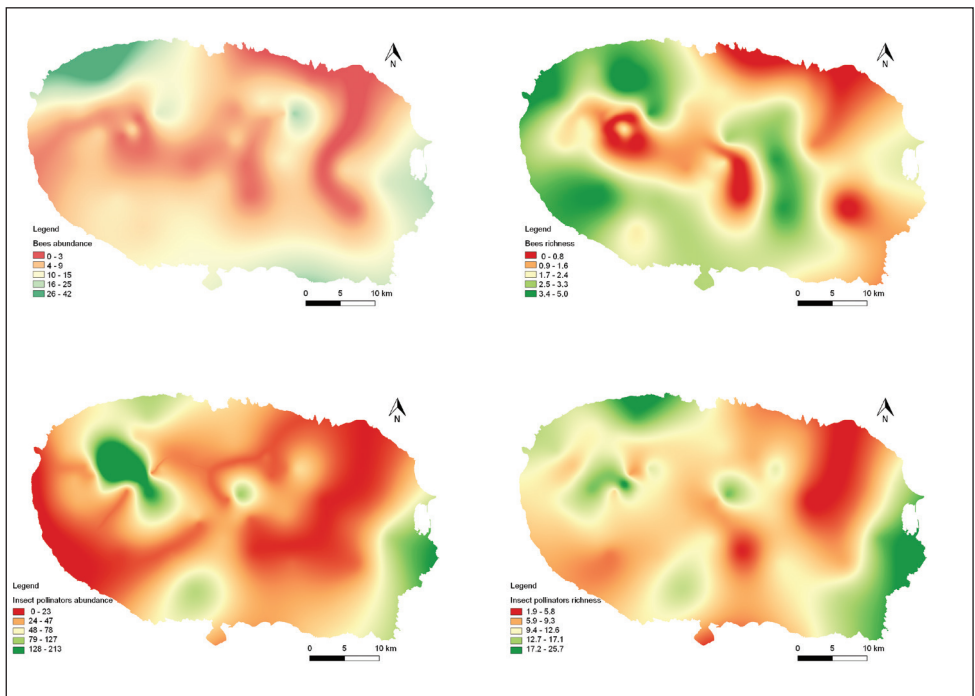 N
Legend
Bees abundance
0 - 3
4 - 9
10 - 15
16 - 25
26 - 42
0 5 10 km
N
Legend
Bees richness
0 - 0.8
0.9 - 1.6
1.7 - 2.4
2.5 - 3.3
3.4 - 5.0
0 5 10 km
N
Legend
Insect pollinators abundance
0 - 23
24 - 47
48 - 78
79 - 127
128 - 213
0 5 10 km
N
Legend
Insect pollinators richness
1.9 - 5.8
5.9 - 9.3
9.4 - 12.6
12.7 - 17.1
17.2 - 25.7
0 5 10 km